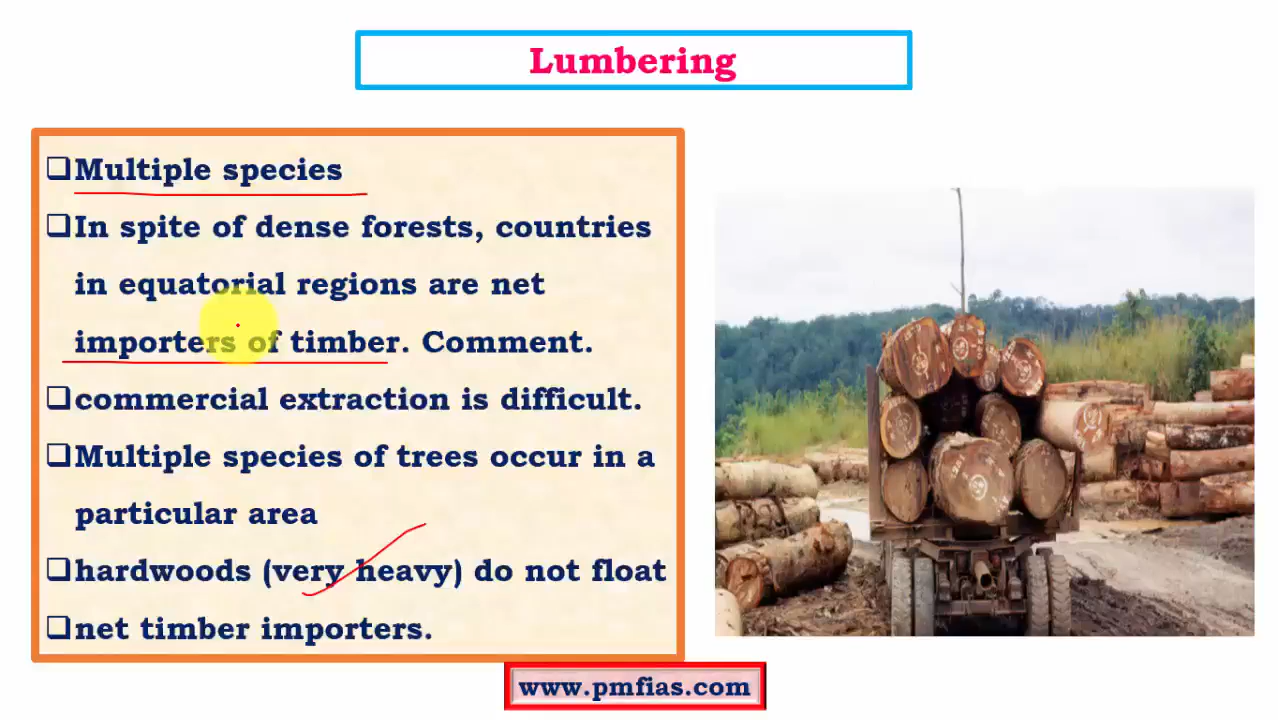 Lumbering
❑Multiple species
❑In spite of dense forests, countries
in equatorial regions are net
importers of timber. Comment.
❑commercial extraction is difficult.
❑Multiple species of trees occur in a
particular area
❑hardwoods (very heavy) do not float
❑net timber importers.
www.pmfias.com